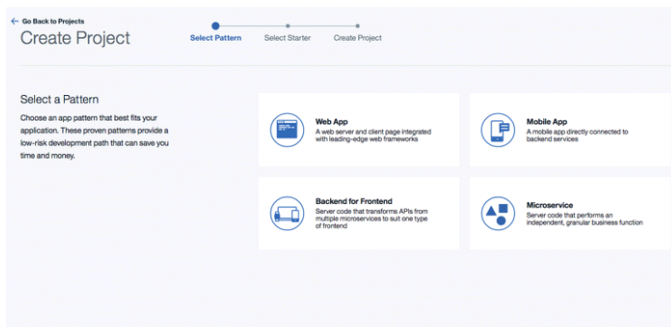 ← Go Back to Projects
Create Project
Select Pattern
Select Starter
Create Project
Select a Pattern
Choose an app pattern that best fits your
application. These proven patterns provide a
low-risk development path that can save you
time and money.
Web App
A web server and client page integrated
with leading-edge web frameworks
Mobile App
A mobile app directly connected to
backend services
Backend for Frontend
Server code that transforms APIs from
multiple microservices to suit one type
of frontend
Microservice
Server code that performs an
independent, granular business function